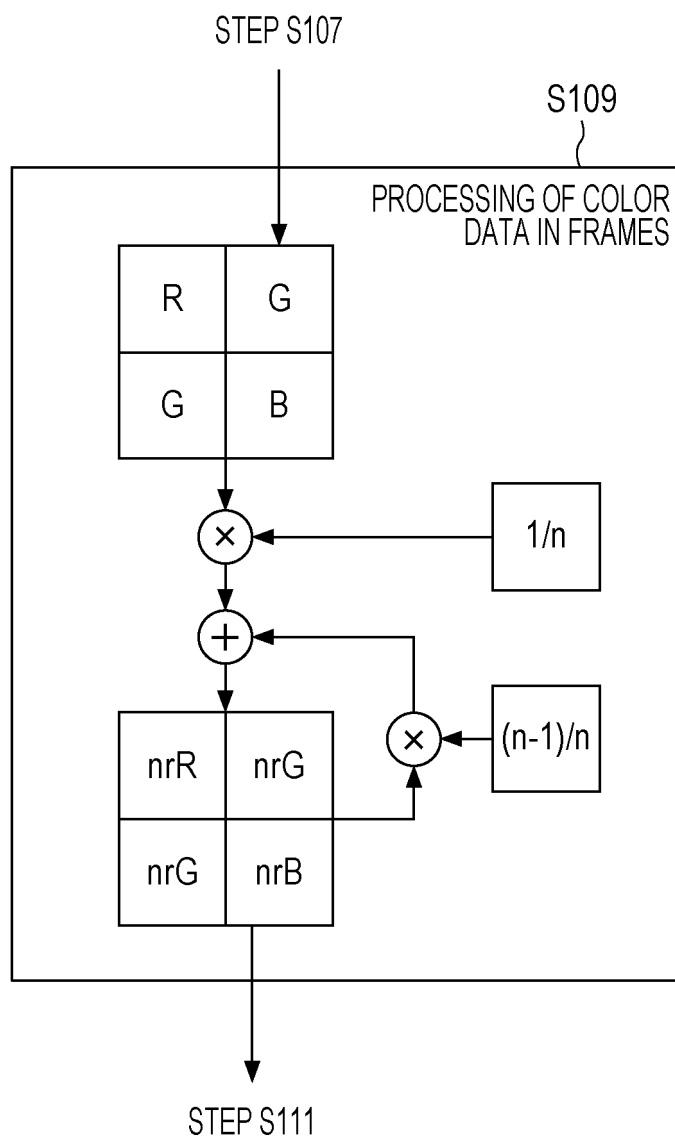 STEP S107
S109
PROCESSING OF COLOR
DATA IN FRAMES
R G
G B
×
1/n
+
×
(n-1)/n
nrR nrG
nrG nrB
STEP S111